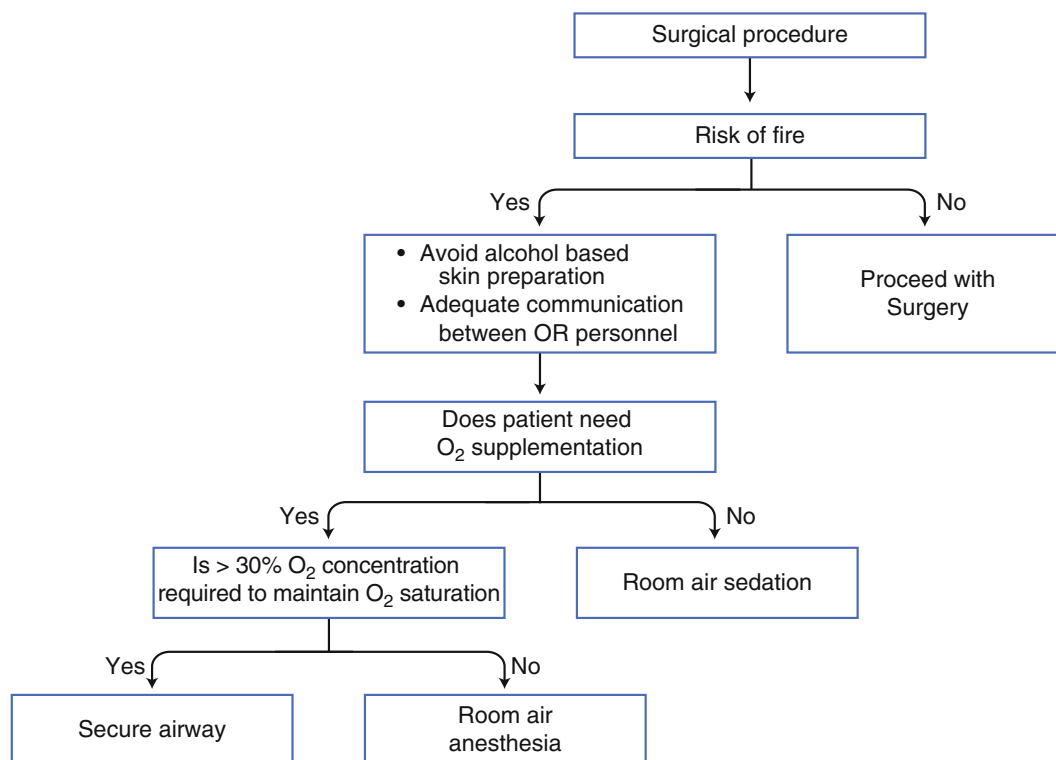 Surgical procedure
Risk of fire
Yes
No
• Avoid alcohol based
skin preparation
• Adequate communication
between OR personnel
Proceed with
Surgery
Does patient need
O₂ supplementation
Yes
No
Is > 30% O₂ concentration
required to maintain O₂ saturation
Room air sedation
Yes
No
Secure airway
Room air
anesthesia